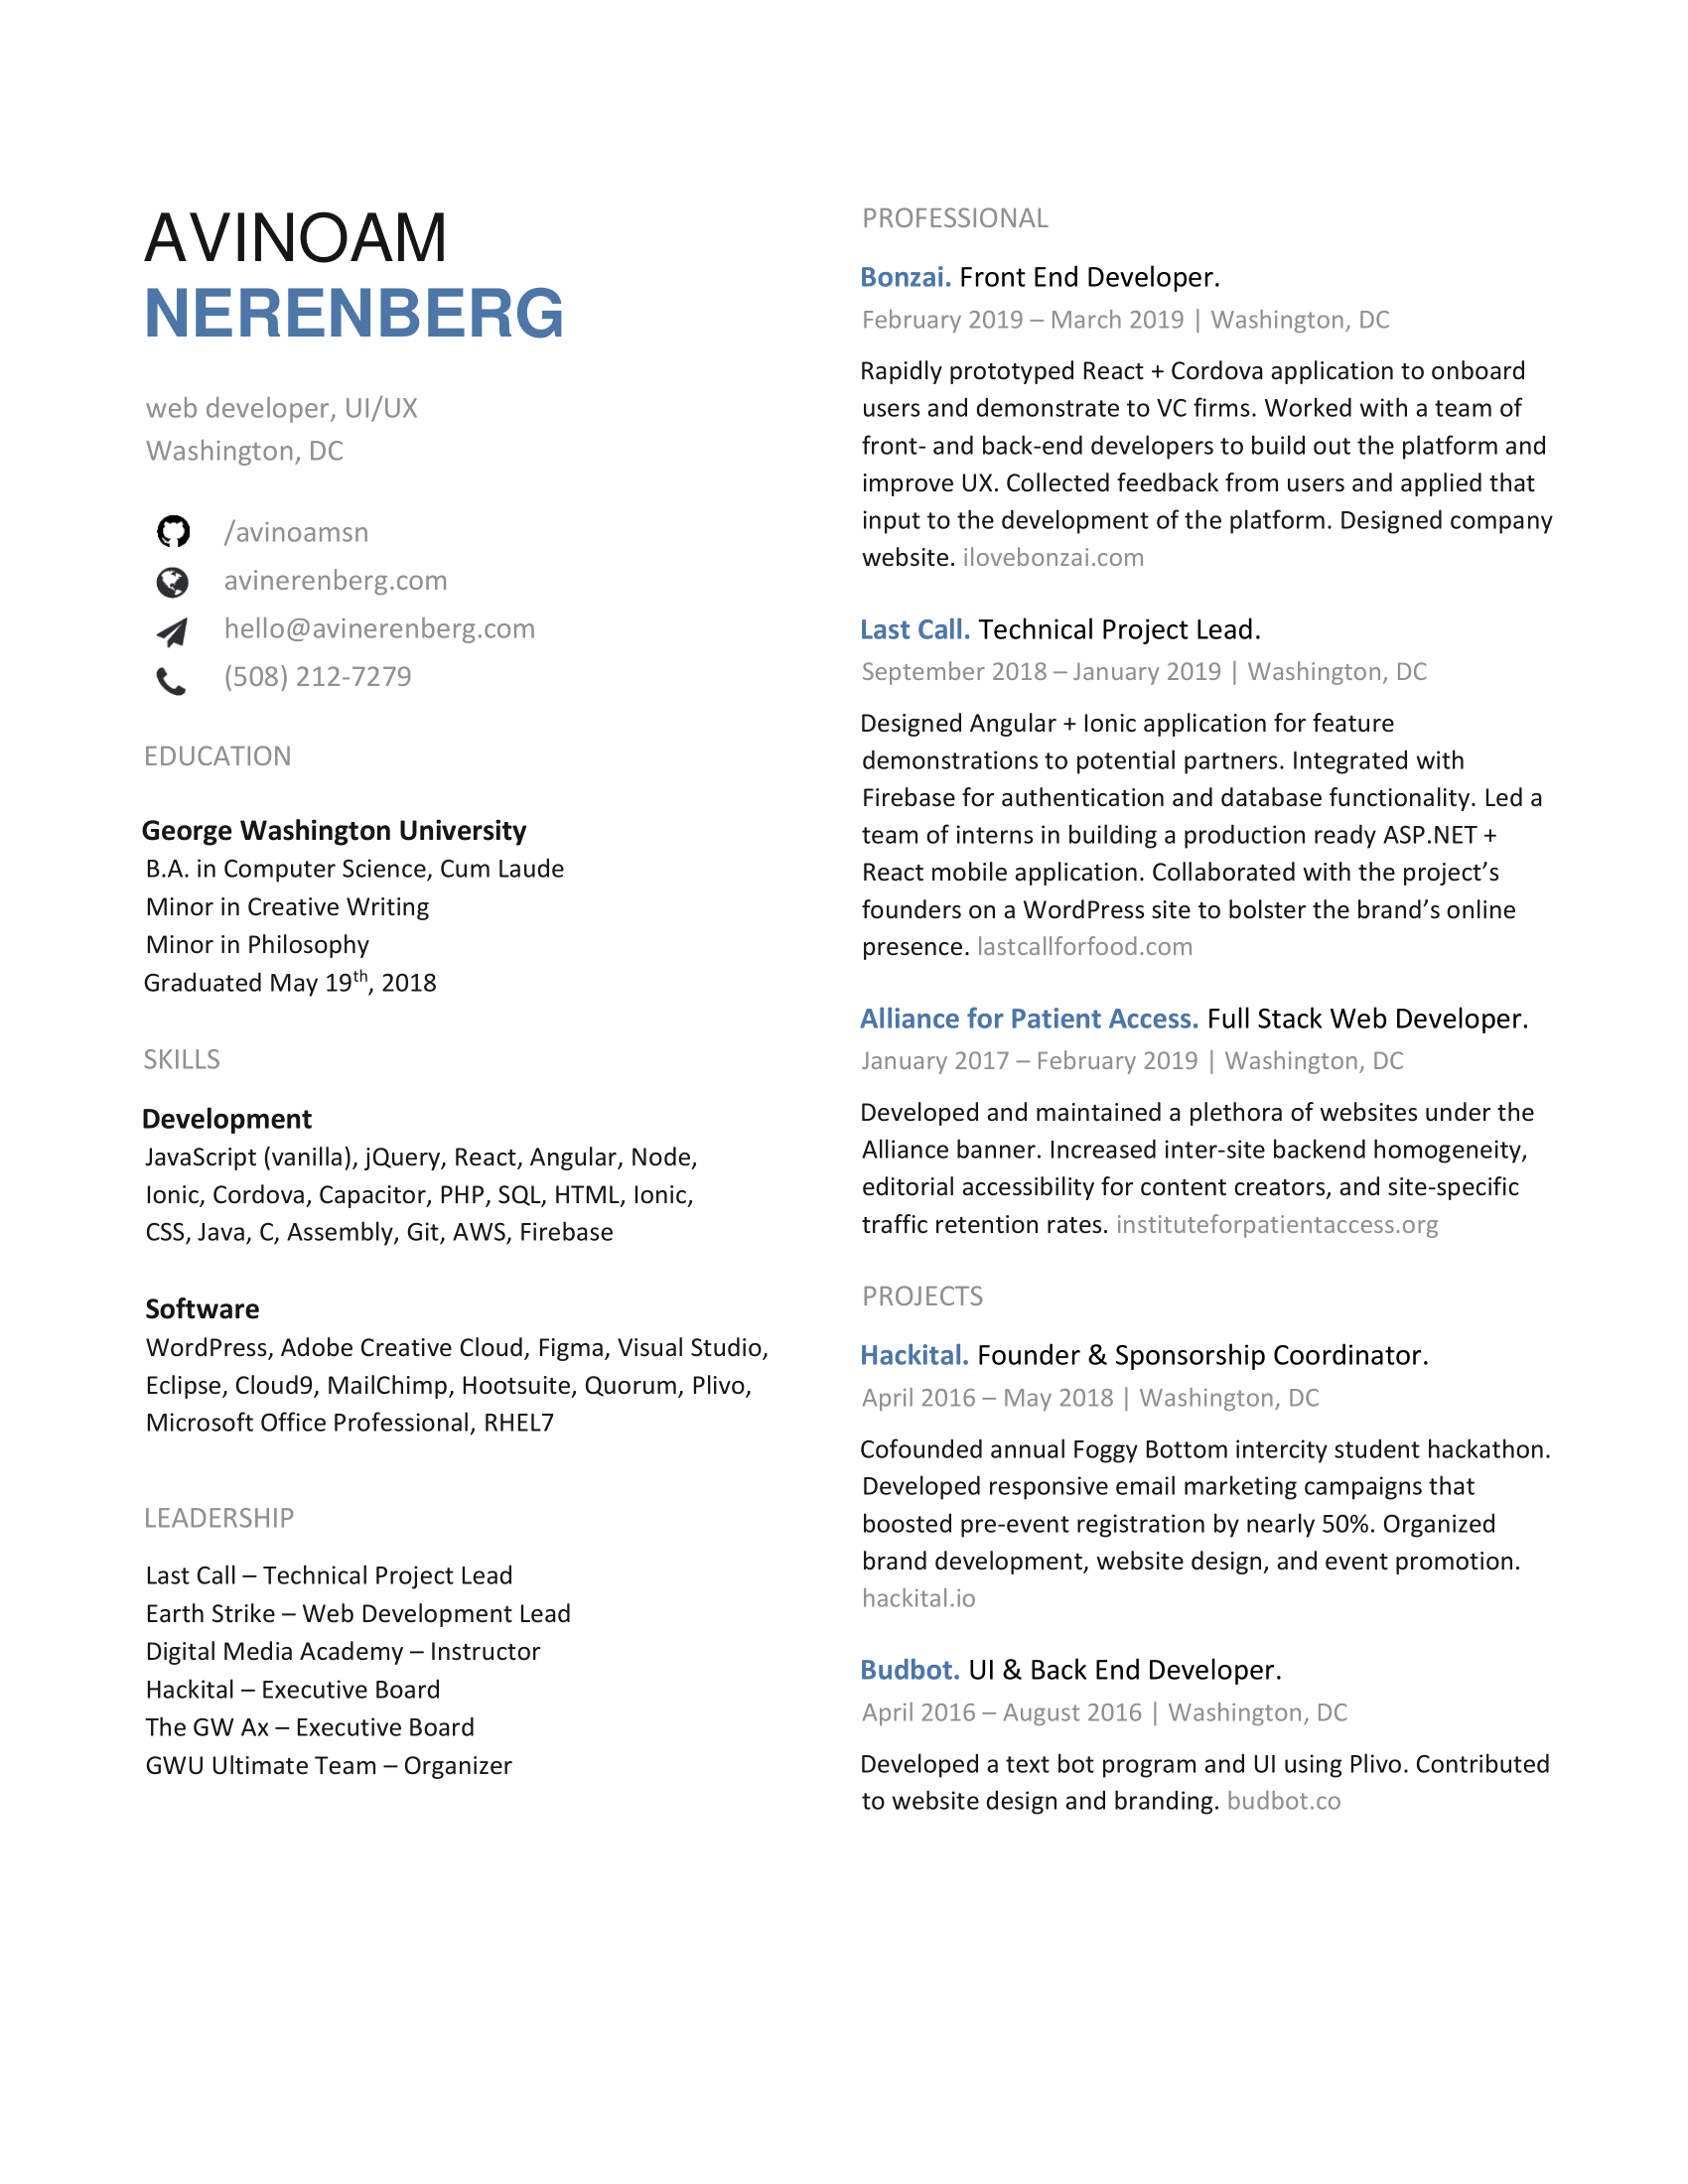 AVINOAM
NERENBERG
web developer, UI/UX
Washington, DC
/avinoamsn
avinerenberg.com
hello@avinerenberg.com
(508) 212-7279
EDUCATION
George Washington University
B.A. in Computer Science, Cum Laude
Minor in Creative Writing
Minor in Philosophy
Graduated May 19th, 2018
SKILLS
Development
JavaScript (vanilla), jQuery, React, Angular, Node,
Ionic, Cordova, Capacitor, PHP, SQL, HTML, Ionic,
CSS, Java, C, Assembly, Git, AWS, Firebase
Software
WordPress, Adobe Creative Cloud, Figma, Visual Studio,
Eclipse, Cloud9, MailChimp, Hootsuite, Quorum, Plivo,
Microsoft Office Professional, RHEL7
LEADERSHIP
Last Call – Technical Project Lead
Earth Strike – Web Development Lead
Digital Media Academy – Instructor
Hackital – Executive Board
The GW Ax – Executive Board
GWU Ultimate Team – Organizer
PROFESSIONAL
Bonzai. Front End Developer.
February 2019 – March 2019 | Washington, DC
Rapidly prototyped React + Cordova application to onboard
users and demonstrate to VC firms. Worked with a team of
front- and back-end developers to build out the platform and
improve UX. Collected feedback from users and applied that
input to the development of the platform. Designed company
website. ilovebonzai.com
Last Call. Technical Project Lead.
September 2018 – January 2019 | Washington, DC
Designed Angular + Ionic application for feature
demonstrations to potential partners. Integrated with
Firebase for authentication and database functionality. Led a
team of interns in building a production ready ASP.NET +
React mobile application. Collaborated with the project’s
founders on a WordPress site to bolster the brand’s online
presence. lastcallforfood.com
Alliance for Patient Access. Full Stack Web Developer.
January 2017 – February 2019 | Washington, DC
Developed and maintained a plethora of websites under the
Alliance banner. Increased inter-site backend homogeneity,
editorial accessibility for content creators, and site-specific
traffic retention rates. instituteforpatientaccess.org
PROJECTS
Hackital. Founder & Sponsorship Coordinator.
April 2016 – May 2018 | Washington, DC
Cofounded annual Foggy Bottom intercity student hackathon.
Developed responsive email marketing campaigns that
boosted pre-event registration by nearly 50%. Organized
brand development, website design, and event promotion.
hackital.io
Budbot. UI & Back End Developer.
April 2016 – August 2016 | Washington, DC
Developed a text bot program and UI using Plivo. Contributed
to website design and branding. budbot.co